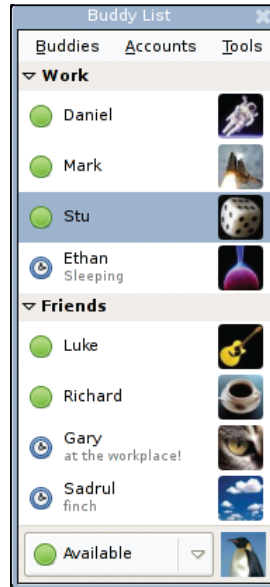 Buddy List
Buddies Accounts Tools
Work
Daniel
Mark
Stu
Ethan
Sleeping
Friends
Luke
Richard
Gary
at the workplace!
Sadrul
finch
Available